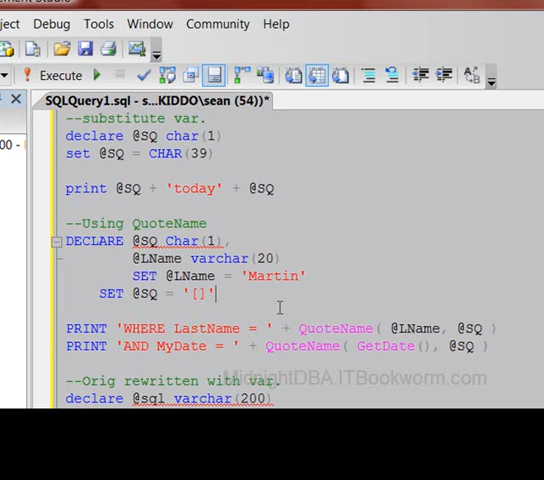 ject Debug Tools Window Community Help
Execute
SQLQuery1.sql - s...KIDDO\sean (54))*
00 -
--substitute var.
declare @SQ char(1)
set @SQ = CHAR(39)
print @SQ + 'today' + @SQ
--Using QuoteName
DECLARE @SQ Char(1),
@LName varchar(20)
SET @LName = 'Martin'
SET @SQ = '[]'
PRINT 'WHERE LastName = ' + QuoteName( @LName, @SQ )
PRINT 'AND MyDate = ' + QuoteName( GetDate(), @SQ )
MidnightDBA.ITBookworm.com
--Orig rewritten with var.
declare @sql varchar(200)